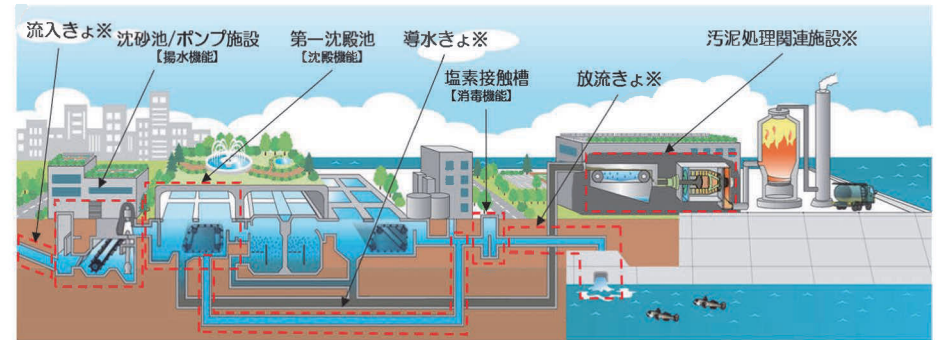 流入きょ※
沈砂池/ポンプ施設
【揚水機能】
第一沈殿池
【沈殿機能】
導水きょ※
塩素接触槽
【消毒機能】
放流きょ※
汚泥処理関連施設※